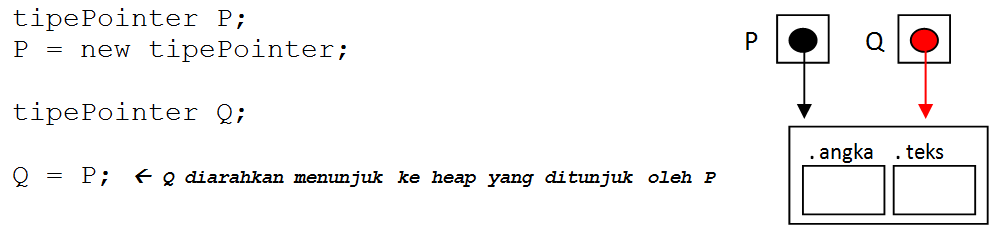 tipePointer P;
P = new tipePointer;
tipePointer Q;
Q = P; ← Q diarahkan menunjuk ke heap yang ditunjuk oleh P
P Q
.angka .teks